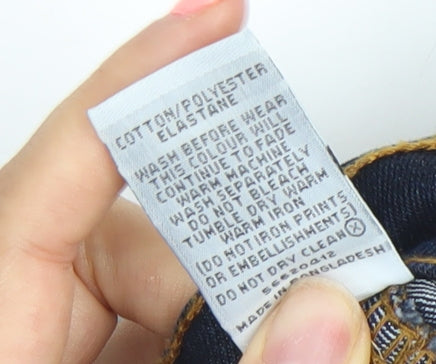 COTTON/POLYESTER
ELASTANE
WASH BEFORE WEAR
THIS COLOUR WILL
CONTINUE TO FADE
WARM MACHINE
WASH SEPARATELY
DO NOT BLEACH
TUMBLE DRY WARM
WARM IRON
(DO NOT IRON PRINTS
OR EMBELLISHMENTS)
DO NOT DRY CLEAN
56620412
MADE IN BANGLADESH